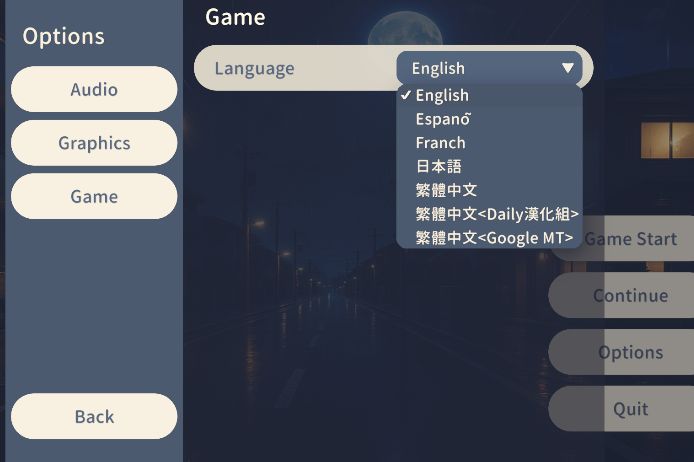 Options
Audio
Graphics
Game
Back
Game
Language
English
✓ English
Espanõ
Franch
日本語
繁體中文
繁體中文<Daily漢化組>
繁體中文<Google MT>
Game Start
Continue
Options
Quit